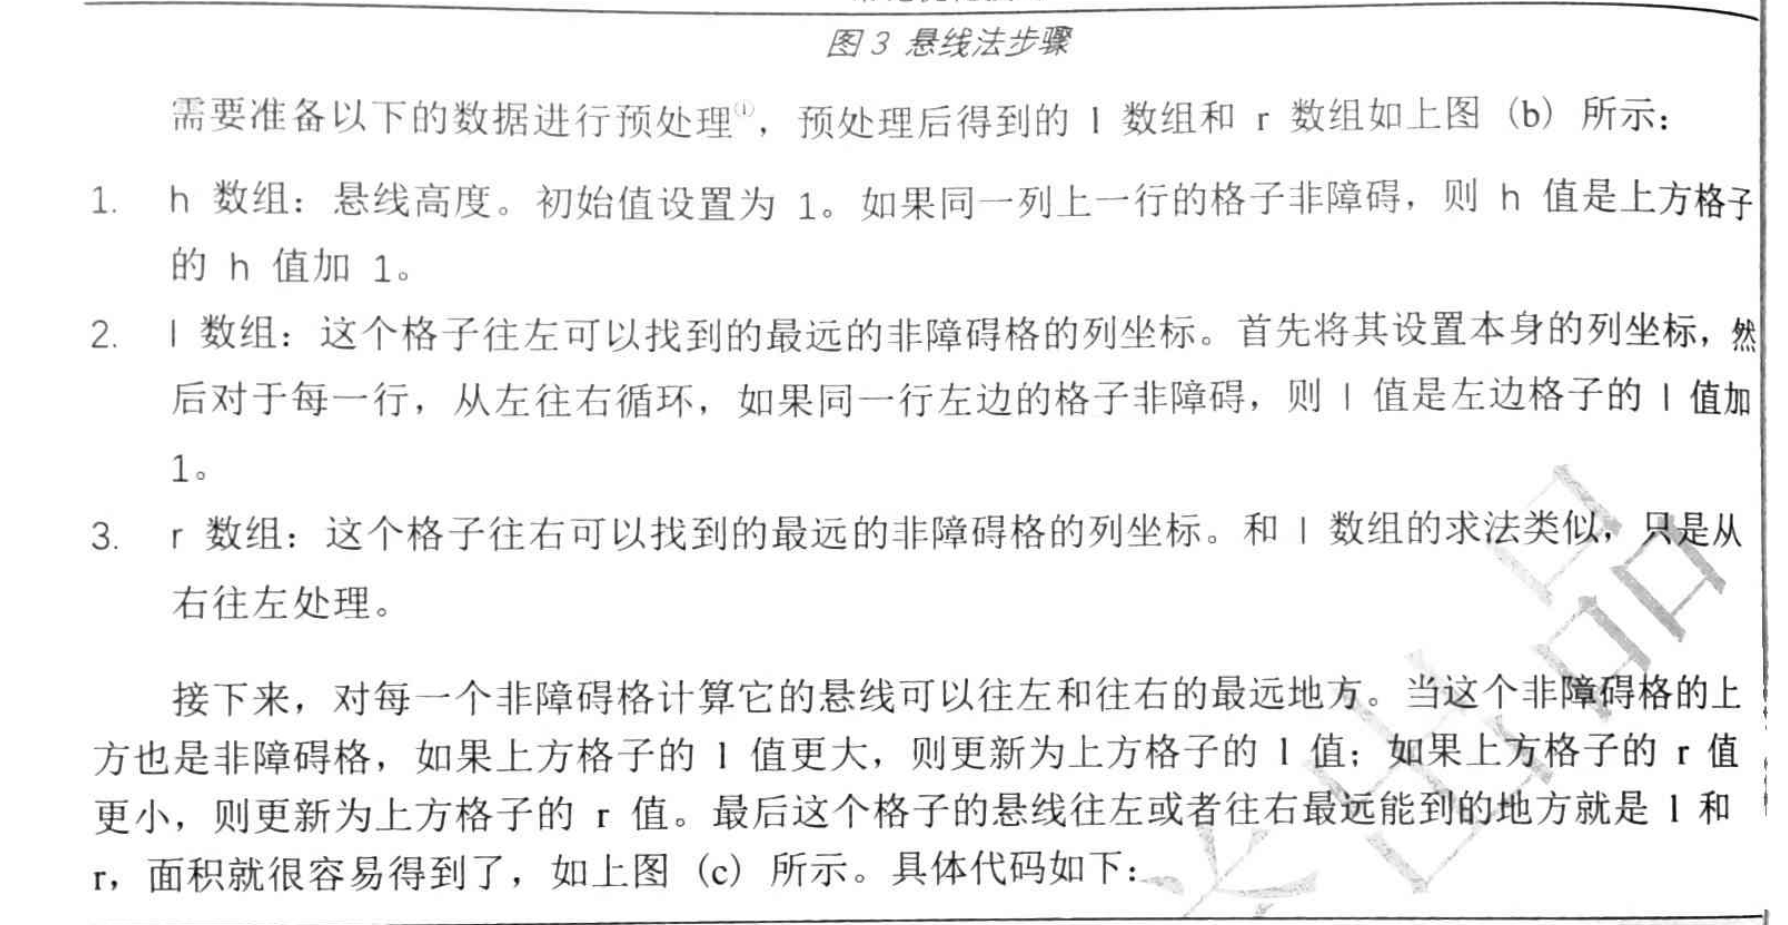 图 3 悬线法步骤
需要准备以下的数据进行预处理⁽¹⁾，预处理后得到的 l 数组和 r 数组如上图（b）所示：
1. h 数组：悬线高度。初始值设置为 1。如果同一列上一行的格子非障碍，则 h 值是上方格子
的 h 值加 1。
2. l 数组：这个格子往左可以找到的最远的非障碍格的列坐标。首先将其设置本身的列坐标，然
后对于每一行，从左往右循环，如果同一行左边的格子非障碍，则 l 值是左边格子的 l 值加
1。
3. r 数组：这个格子往右可以找到的最远的非障碍格的列坐标。和 l 数组的求法类似，只是从
右往左处理。
接下来，对每一个非障碍格计算它的悬线可以往左和往右的最远地方。当这个非障碍格的上
方也是非障碍格，如果上方格子的 l 值更大，则更新为上方格子的 l 值；如果上方格子的 r 值
更小，则更新为上方格子的 r 值。最后这个格子的悬线往左或者往右最远能到的地方就是 l 和
r，面积就很容易得到了，如上图（c）所示。具体代码如下：